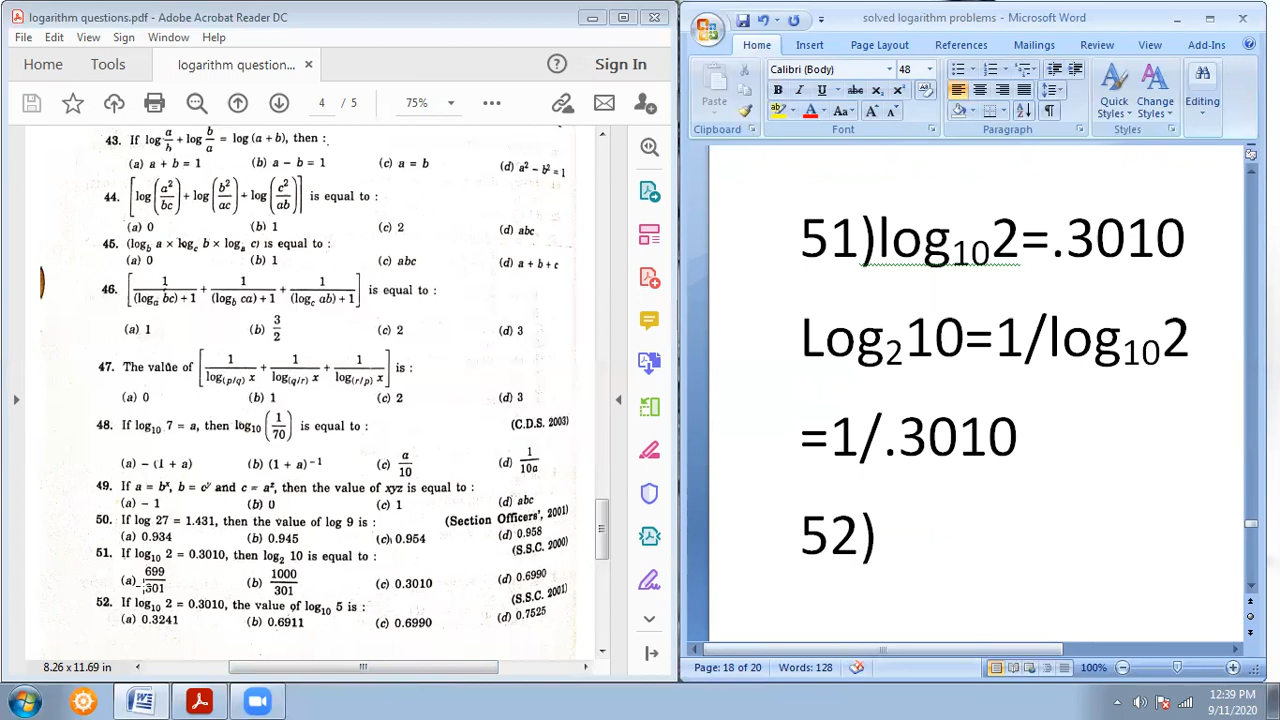 logarithm questions.pdf - Adobe Acrobat Reader DC
File Edit View Sign Window Help
Home Tools logarithm question... × Sign In
4 / 5 75%
43. If log a/b + log b/a = log (a + b), then :
(a) a + b = 1 (b) a − b = 1 (c) a = b (d) a² − b² = 1
44. [log (a²/bc) + log (b²/ac) + log (c²/ab)] is equal to :
(a) 0 (b) 1 (c) 2 (d) abc
45. (log_b a × log_c b × log_a c) is equal to :
(a) 0 (b) 1 (c) abc (d) a + b + c
46. [1/((log_a bc) + 1) + 1/((log_b ca) + 1) + 1/((log_c ab) + 1)] is equal to :
(a) 1 (b) 3/2 (c) 2 (d) 3
47. The value of [1/log_(p/q) x + 1/log_(q/r) x + 1/log_(r/p) x] is :
(a) 0 (b) 1 (c) 2 (d) 3
48. If log₁₀ 7 = a, then log₁₀ (1/70) is equal to : (C.D.S. 2003)
(a) − (1 + a) (b) (1 + a)⁻¹ (c) a/10 (d) 1/10a
49. If a = bˣ, b = cʸ and c = aᶻ, then the value of xyz is equal to :
(a) − 1 (b) 0 (c) 1 (d) abc
50. If log 27 = 1.431, then the value of log 9 is : (Section Officers', 2001)
(a) 0.934 (b) 0.945 (c) 0.954 (d) 0.958
51. If log₁₀ 2 = 0.3010, then log₂ 10 is equal to : (S.S.C. 2000)
(a) 699/301 (b) 1000/301 (c) 0.3010 (d) 0.6990
52. If log₁₀ 2 = 0.3010, the value of log₁₀ 5 is : (S.S.C. 2001)
(a) 0.3241 (b) 0.6911 (c) 0.6990 (d) 0.7525
8.26 x 11.69 in
solved logarithm problems - Microsoft Word
Home Insert Page Layout References Mailings Review View Add-Ins
Calibri (Body) 48
Paste
Quick Styles
Change Styles
Editing
Clipboard Font Paragraph Styles
51)log₁₀2=.3010
Log₂10=1/log₁₀2
=1/.3010
52)
Page: 18 of 20 Words: 128 100%
12:39 PM
9/11/2020